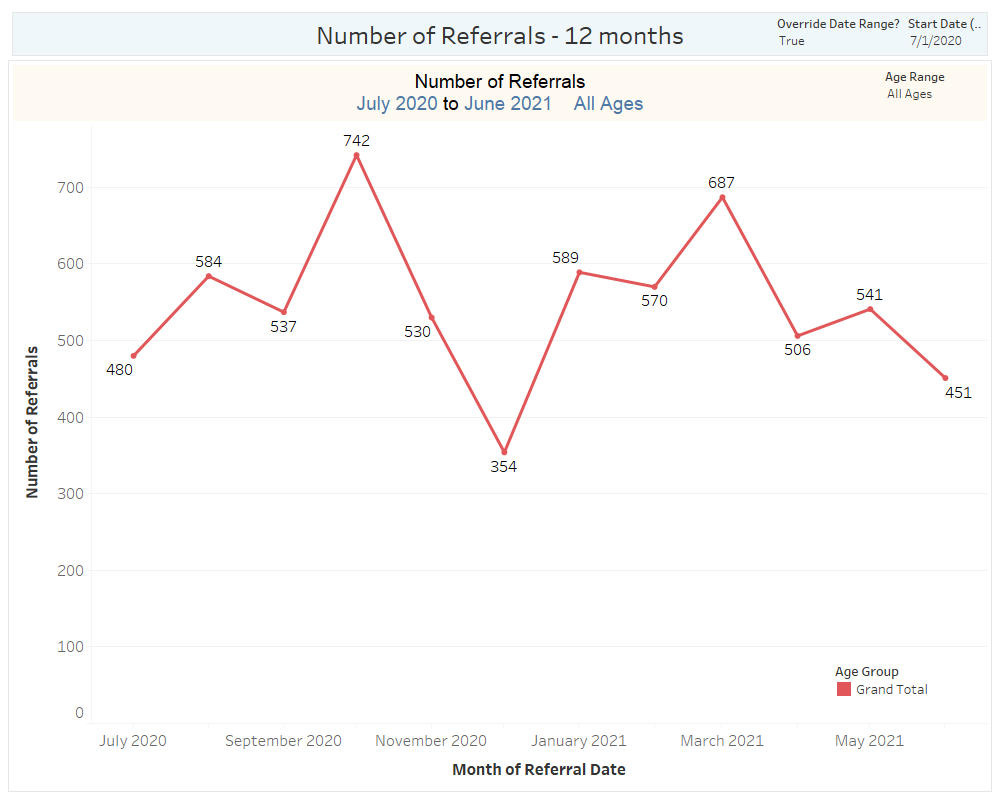 Number of Referrals - 12 months
Override Date Range? Start Date (..
True 7/1/2020
Number of Referrals
July 2020 to June 2021 All Ages
Age Range
All Ages
742
687
700
600
584
589
570
537
541
530
500
506
480
451
400
354
300
200
100
0
Number of Referrals
Age Group
Grand Total
July 2020 September 2020 November 2020 January 2021 March 2021 May 2021
Month of Referral Date